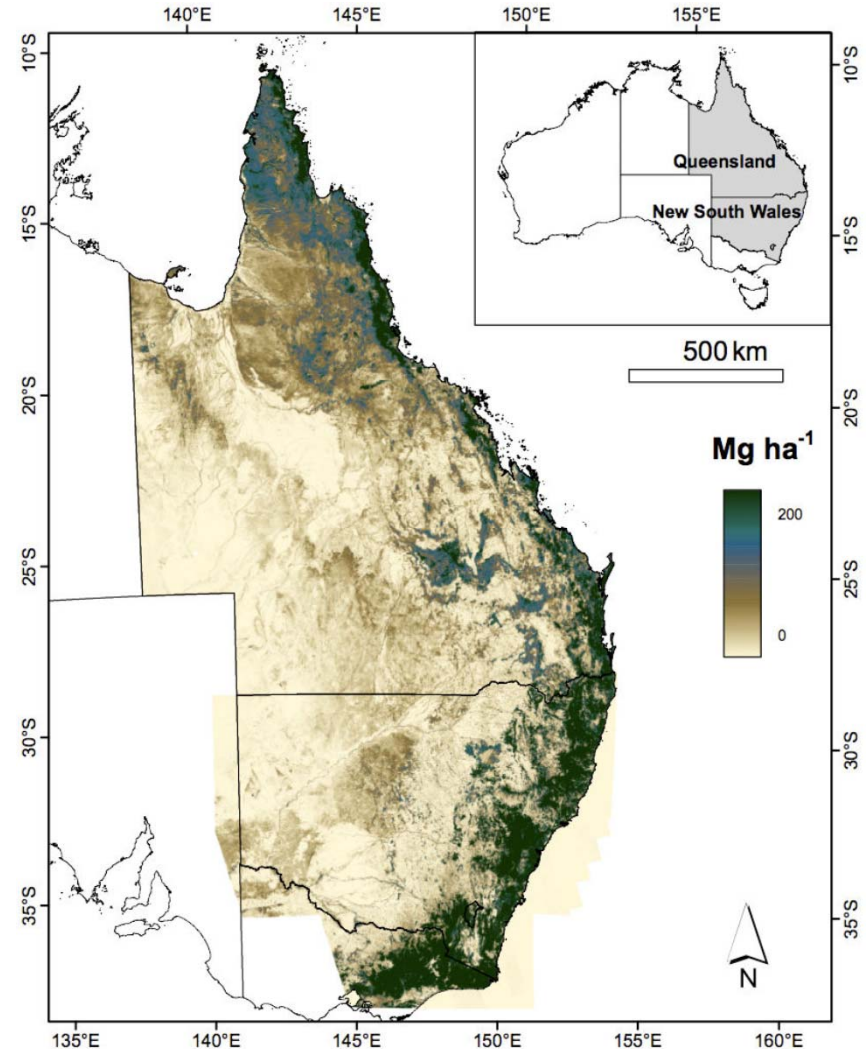 140°E 145°E 150°E 155°E
10°S 10°S
Queensland
New South Wales
15°S 15°S
500 km
20°S 20°S
Mg ha⁻¹
200
25°S 25°S
0
30°S 30°S
35°S 35°S
N
135°E 140°E 145°E 150°E 155°E 160°E